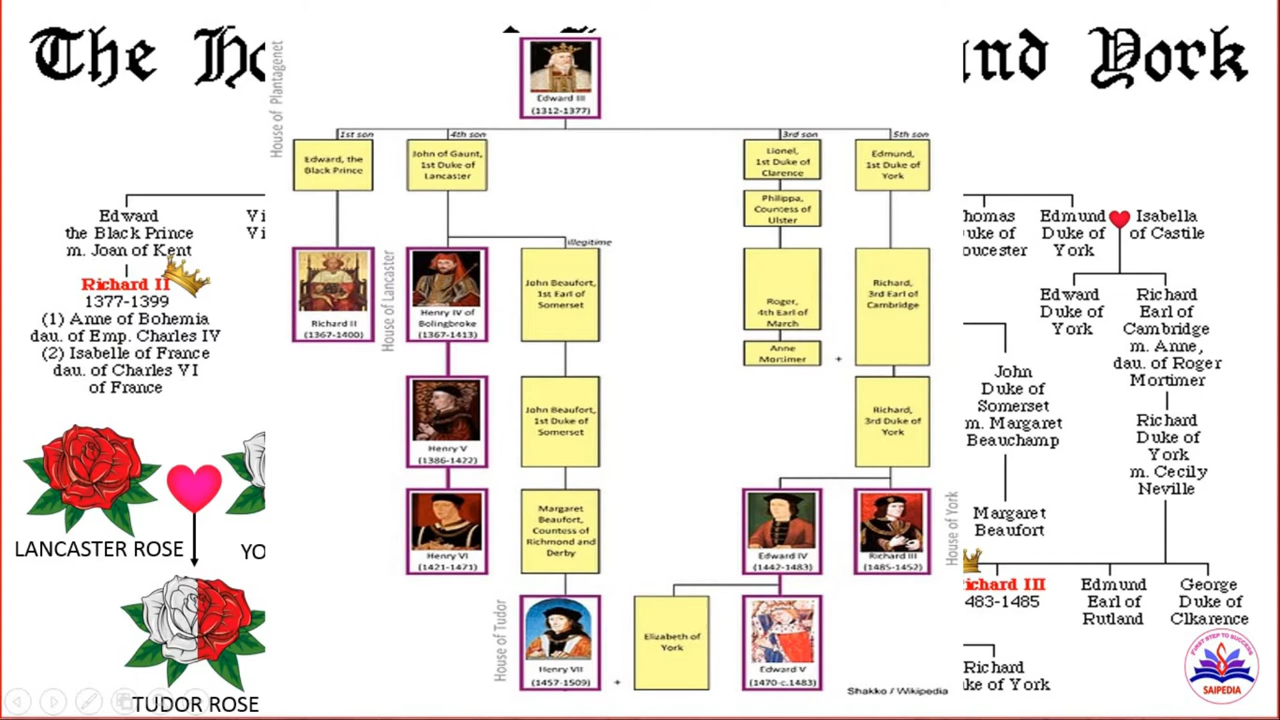 The Ho
and York
House of Plantagenet
Edward III
(1312-1377)
1st son
4th son
3rd son
5th son
Edward, the
Black Prince
John of Gaunt,
1st Duke of
Lancaster
Lionel,
1st Duke of
Clarence
Edmund,
1st Duke of
York
Philippa,
Countess of
Ulster
illegitime
House of Lancaster
Richard II
(1367-1400)
Henry IV of
Bolingbroke
(1367-1413)
John Beaufort,
1st Earl of
Somerset
Roger,
4th Earl of
March
Richard,
3rd Earl of
Cambridge
Anne
Mortimer
+
Henry V
(1386-1422)
John Beaufort,
1st Duke of
Somerset
Richard,
3rd Duke of
York
Henry VI
(1421-1471)
Margaret
Beaufort,
Countess of
Richmond and
Derby
Edward IV
(1442-1483)
Richard III
(1485-1452)
House of York
House of Tudor
Henry VII
(1457-1509)
+
Elizabeth of
York
Edward V
(1470-c.1483)
Shakko / Wikipedia
Edward
the Black Prince
m. Joan of Kent
Vi
Vi
Richard II
1377-1399
(1) Anne of Bohemia
dau. of Emp. Charles IV
(2) Isabelle of France
dau. of Charles VI
of France
LANCASTER ROSE
YO
TUDOR ROSE
homas
uke of
oucester
Edmund
Duke of
York
Isabella
of Castile
Edward
Duke of
York
Richard
Earl of
Cambridge
m. Anne,
dau. of Roger
Mortimer
John
Duke of
Somerset
m. Margaret
Beauchamp
Richard
Duke of
York
m. Cecily
Neville
Margaret
Beaufort
ichard III
483-1485
Edmund
Earl of
Rutland
George
Duke of
Clkarence
Richard
ke of York
FIRST STEP TO SUCCESS
SAIPEDIA